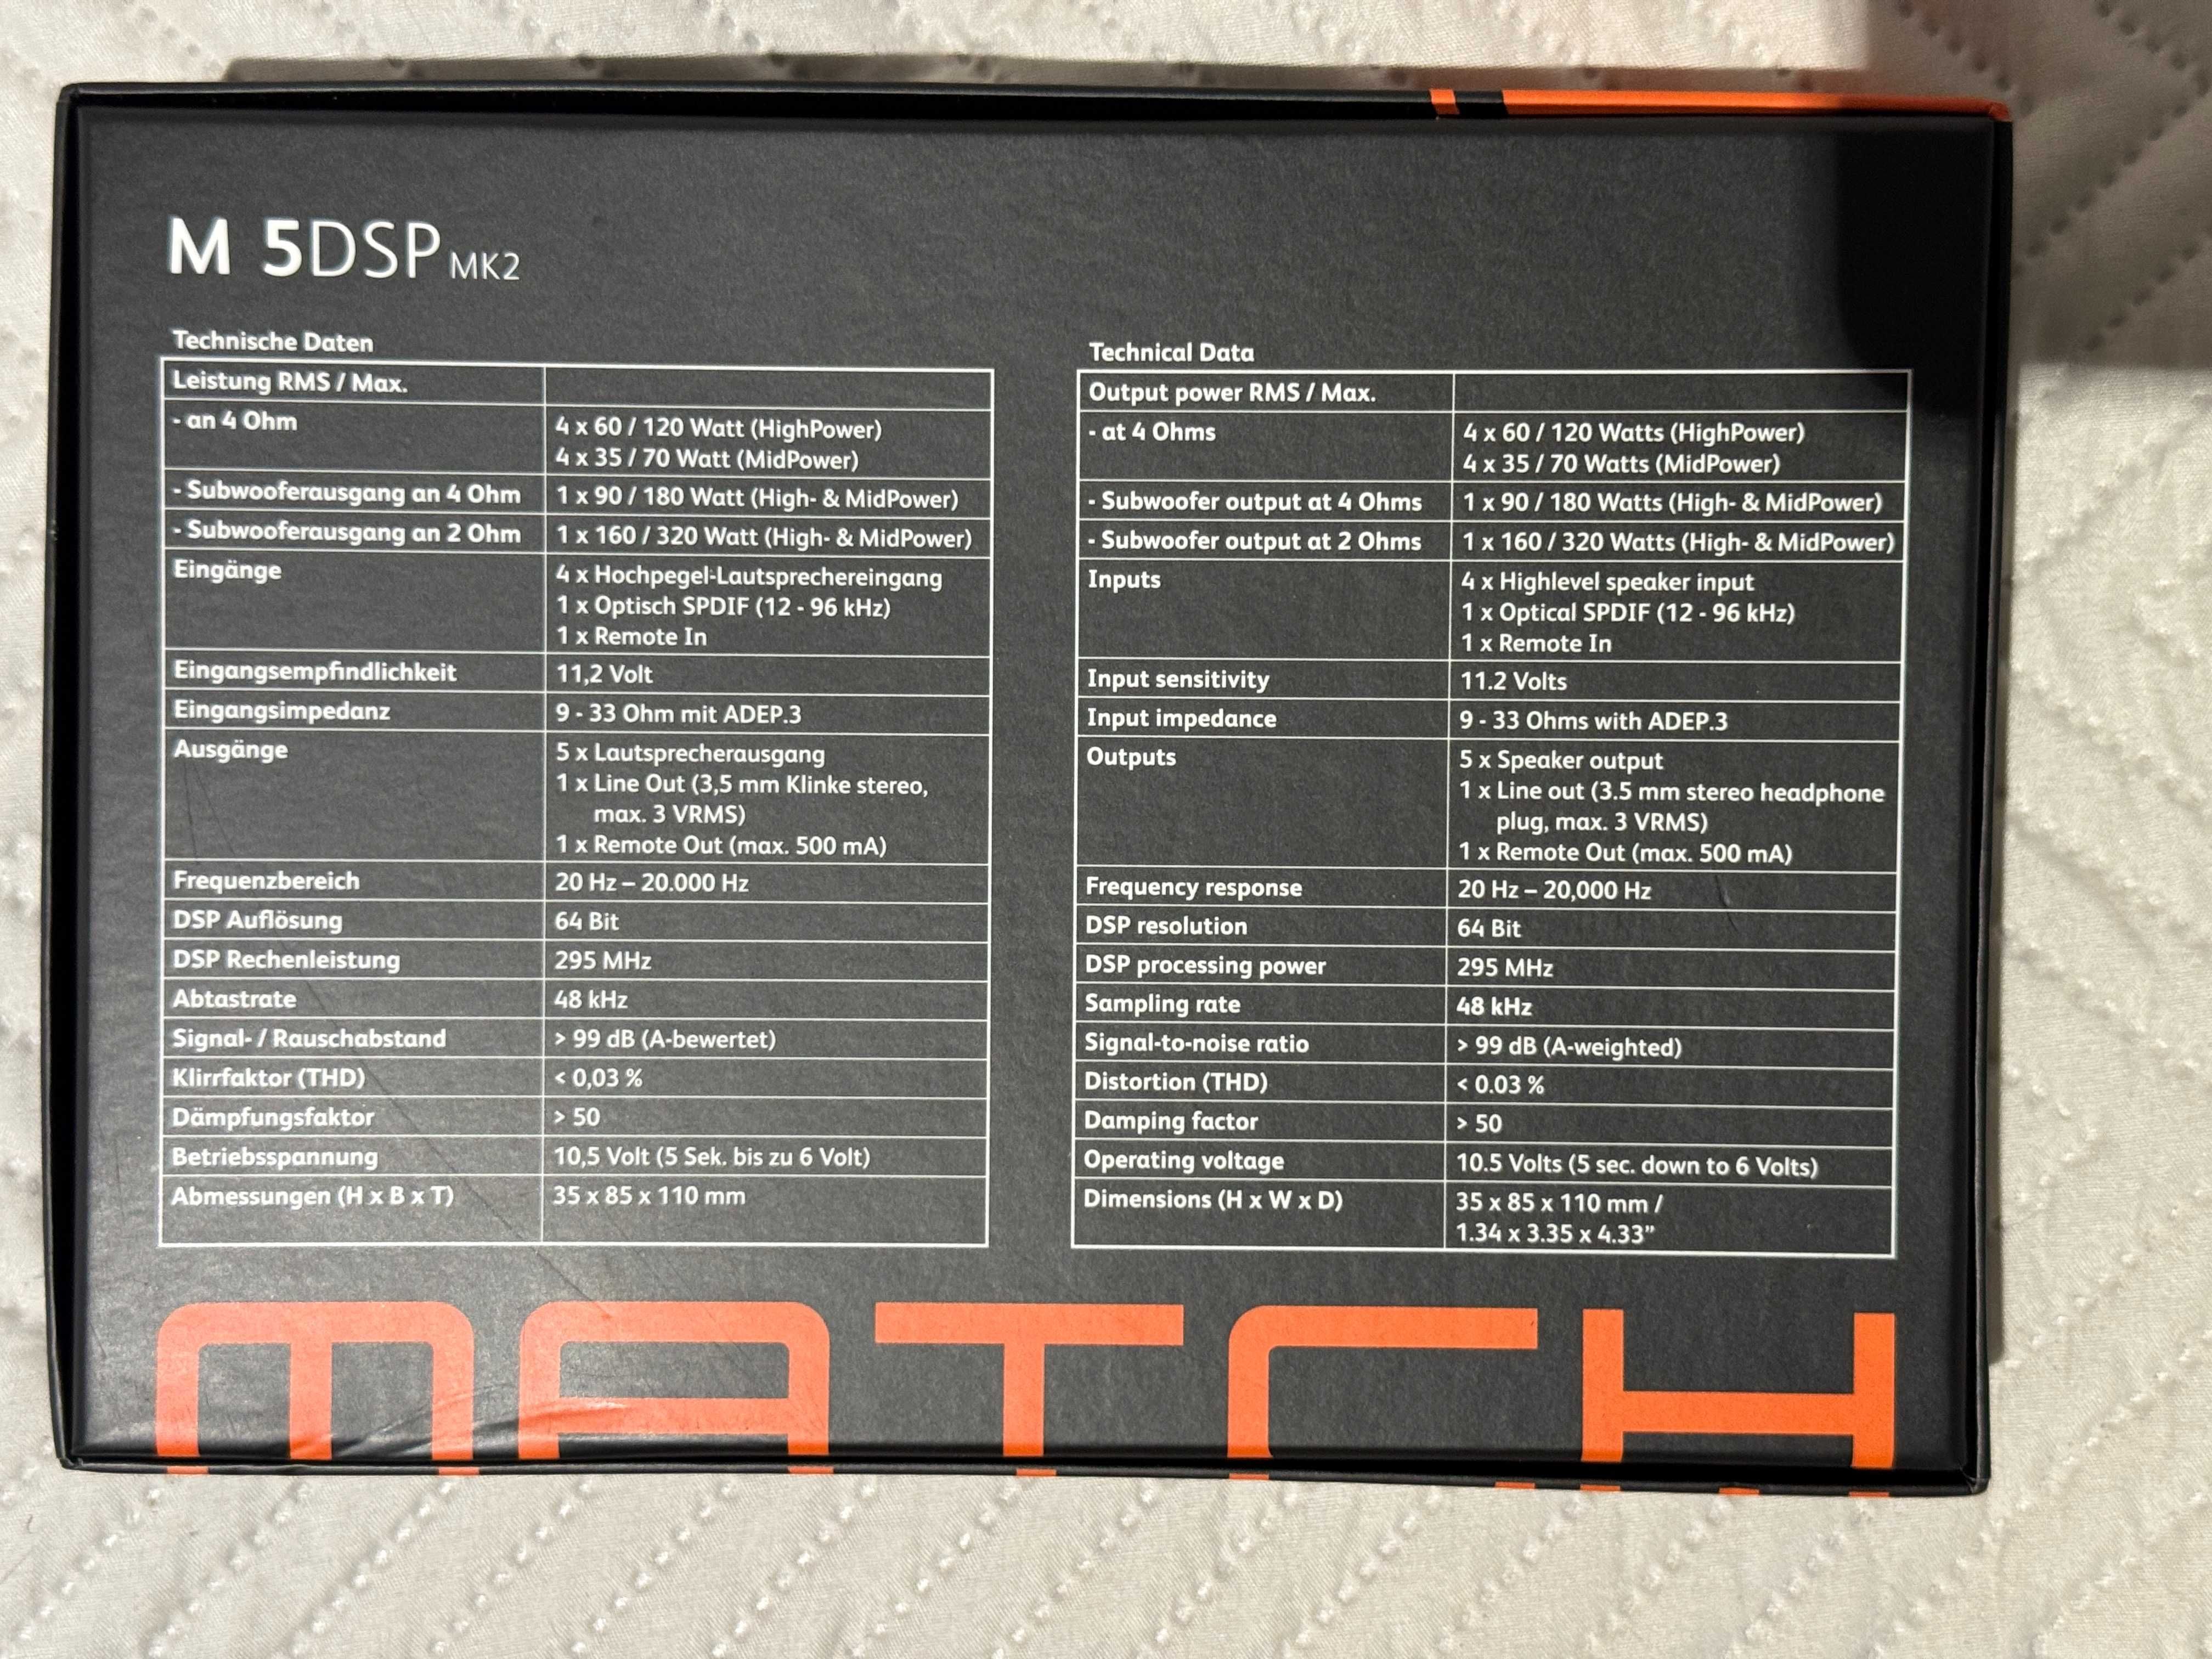 M 5DSP MK2
Technische Daten
Leistung RMS / Max.
- an 4 Ohm
4 x 60 / 120 Watt (HighPower)
4 x 35 / 70 Watt (MidPower)
- Subwooferausgang an 4 Ohm
1 x 90 / 180 Watt (High- & MidPower)
- Subwooferausgang an 2 Ohm
1 x 160 / 320 Watt (High- & MidPower)
Eingänge
4 x Hochpegel-Lautsprechereingang
1 x Optisch SPDIF (12 - 96 kHz)
1 x Remote In
Eingangsempfindlichkeit
11,2 Volt
Eingangsimpedanz
9 - 33 Ohm mit ADEP.3
Ausgänge
5 x Lautsprecherausgang
1 x Line Out (3,5 mm Klinke stereo,
max. 3 VRMS)
1 x Remote Out (max. 500 mA)
Frequenzbereich
20 Hz – 20.000 Hz
DSP Auflösung
64 Bit
DSP Rechenleistung
295 MHz
Abtastrate
48 kHz
Signal- / Rauschabstand
> 99 dB (A-bewertet)
Klirrfaktor (THD)
< 0,03 %
Dämpfungsfaktor
> 50
Betriebsspannung
10,5 Volt (5 Sek. bis zu 6 Volt)
Abmessungen (H x B x T)
35 x 85 x 110 mm
Technical Data
Output power RMS / Max.
- at 4 Ohms
4 x 60 / 120 Watts (HighPower)
4 x 35 / 70 Watts (MidPower)
- Subwoofer output at 4 Ohms
1 x 90 / 180 Watts (High- & MidPower)
- Subwoofer output at 2 Ohms
1 x 160 / 320 Watts (High- & MidPower)
Inputs
4 x Highlevel speaker input
1 x Optical SPDIF (12 - 96 kHz)
1 x Remote In
Input sensitivity
11.2 Volts
Input impedance
9 - 33 Ohms with ADEP.3
Outputs
5 x Speaker output
1 x Line out (3.5 mm stereo headphone
plug, max. 3 VRMS)
1 x Remote Out (max. 500 mA)
Frequency response
20 Hz – 20,000 Hz
DSP resolution
64 Bit
DSP processing power
295 MHz
Sampling rate
48 kHz
Signal-to-noise ratio
> 99 dB (A-weighted)
Distortion (THD)
< 0.03 %
Damping factor
> 50
Operating voltage
10.5 Volts (5 sec. down to 6 Volts)
Dimensions (H x W x D)
35 x 85 x 110 mm /
1.34 x 3.35 x 4.33”
MATCH